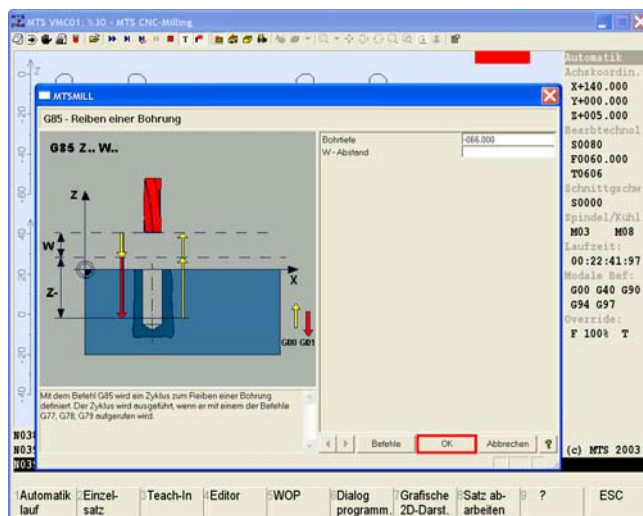 MTS VMC01: %30 - MTS CNC-Milling
Automatik
Achskoordin.
X+140.000
Y+000.000
Z+005.000
Bearbtechnol
S0080
F0060.000
T0606
Schnittgschw
S0000
Spindel/Kühl
M03 M08
Laufzeit:
00:22:41:97
Modale Bef:
G00 G40 G90
G94 G97
Override:
F 100% T
(c) MTS 2003
MTSMILL
G85 - Reiben einer Bohrung
G85 Z.. W..
Z
W
X
Z-
G00 G01
Bohrtiefe -066.000
W - Abstand
Mit dem Befehl G85 wird ein Zyklus zum Reiben einer Bohrung
definiert. Der Zyklus wird ausgeführt, wenn er mit einem der Befehle
G77, G78, G79 aufgerufen wird.
Befehle OK Abbrechen ?
1 Automatik lauf
2 Einzel- satz
3 Teach-In
4 Editor
5 WOP
6 Dialog programm.
7 Grafische 2D-Darst.
8 Satz ab- arbeiten
9 ?
ESC